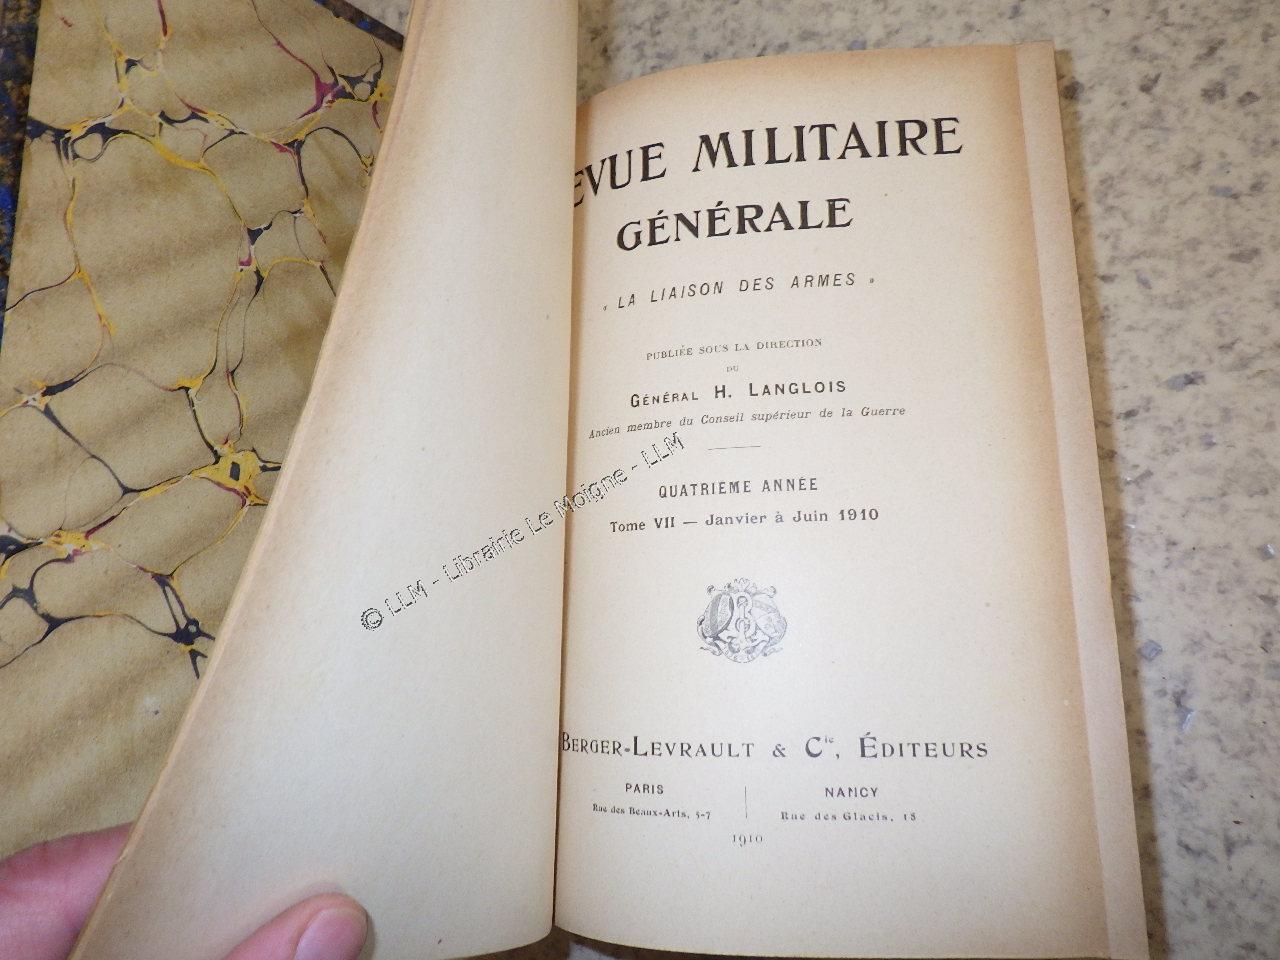 EVUE MILITAIRE
GÉNÉRALE
« LA LIAISON DES ARMES »
PUBLIÉE SOUS LA DIRECTION
DU
GÉNÉRAL H. LANGLOIS
Ancien membre du Conseil supérieur de la Guerre
QUATRIÈME ANNÉE
Tome VII — Janvier à Juin 1910
BERGER-LEVRAULT & Cie, ÉDITEURS
PARIS
Rue des Beaux-Arts, 5-7
NANCY
Rue des Glacis, 18
1910
© LLM - Librairie Le Moigne - LLM